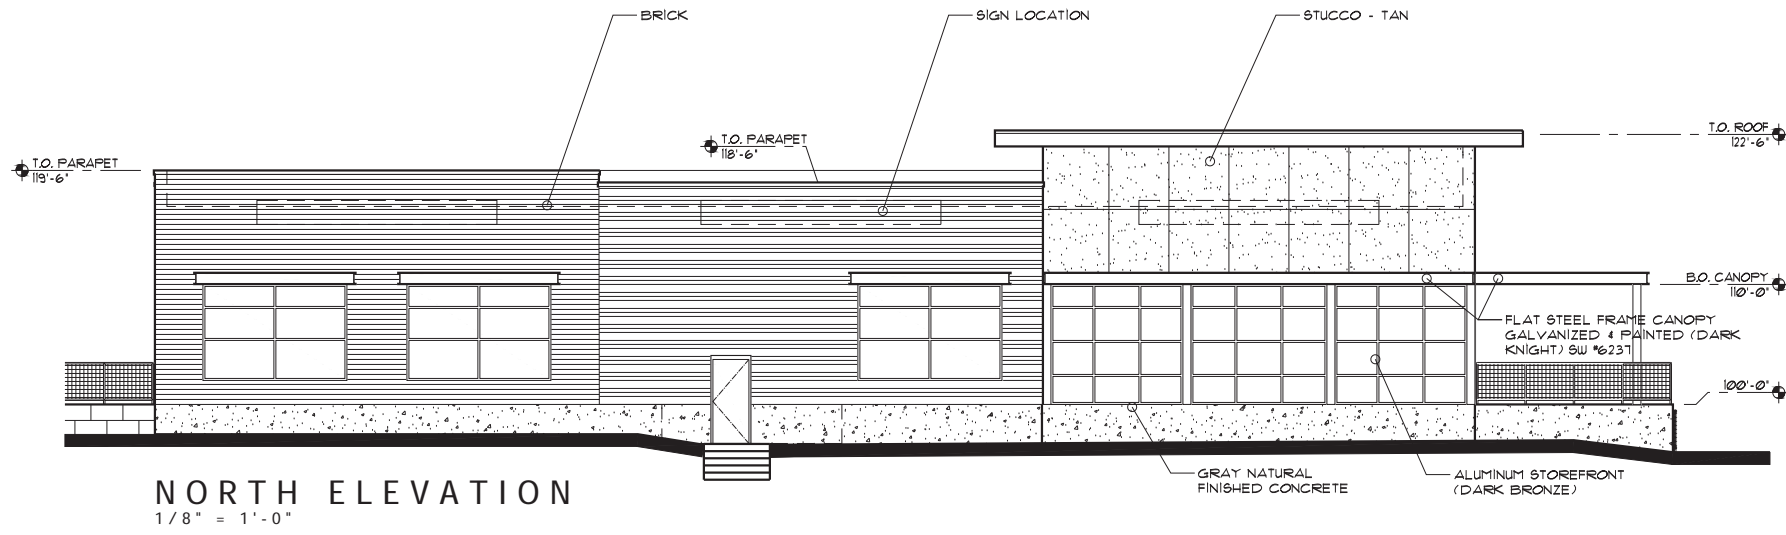 BRICK
SIGN LOCATION
STUCCO - TAN
T.O. PARAPET
119'-6"
T.O. PARAPET
118'-6"
T.O. ROOF
122'-6"
B.O. CANOPY
110'-0"
FLAT STEEL FRAME CANOPY
GALVANIZED & PAINTED (DARK
KNIGHT) SW #6237
100'-0"
GRAY NATURAL
FINISHED CONCRETE
ALUMINUM STOREFRONT
(DARK BRONZE)
NORTH ELEVATION
1/8" = 1'-0"